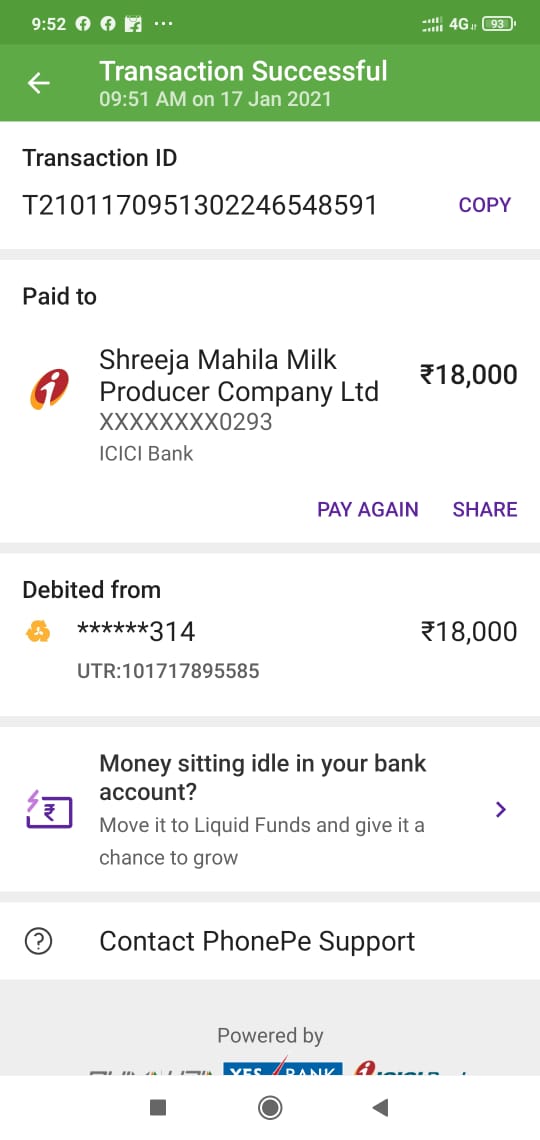 9:52 ... 4G 93
Transaction Successful
09:51 AM on 17 Jan 2021
Transaction ID
T2101170951302246548591 COPY
Paid to
Shreeja Mahila Milk
Producer Company Ltd ₹18,000
XXXXXXXX0293
ICICI Bank
PAY AGAIN SHARE
Debited from
******314 ₹18,000
UTR:101717895585
Money sitting idle in your bank
account?
Move it to Liquid Funds and give it a
chance to grow
Contact PhonePe Support
Powered by
YES BANK